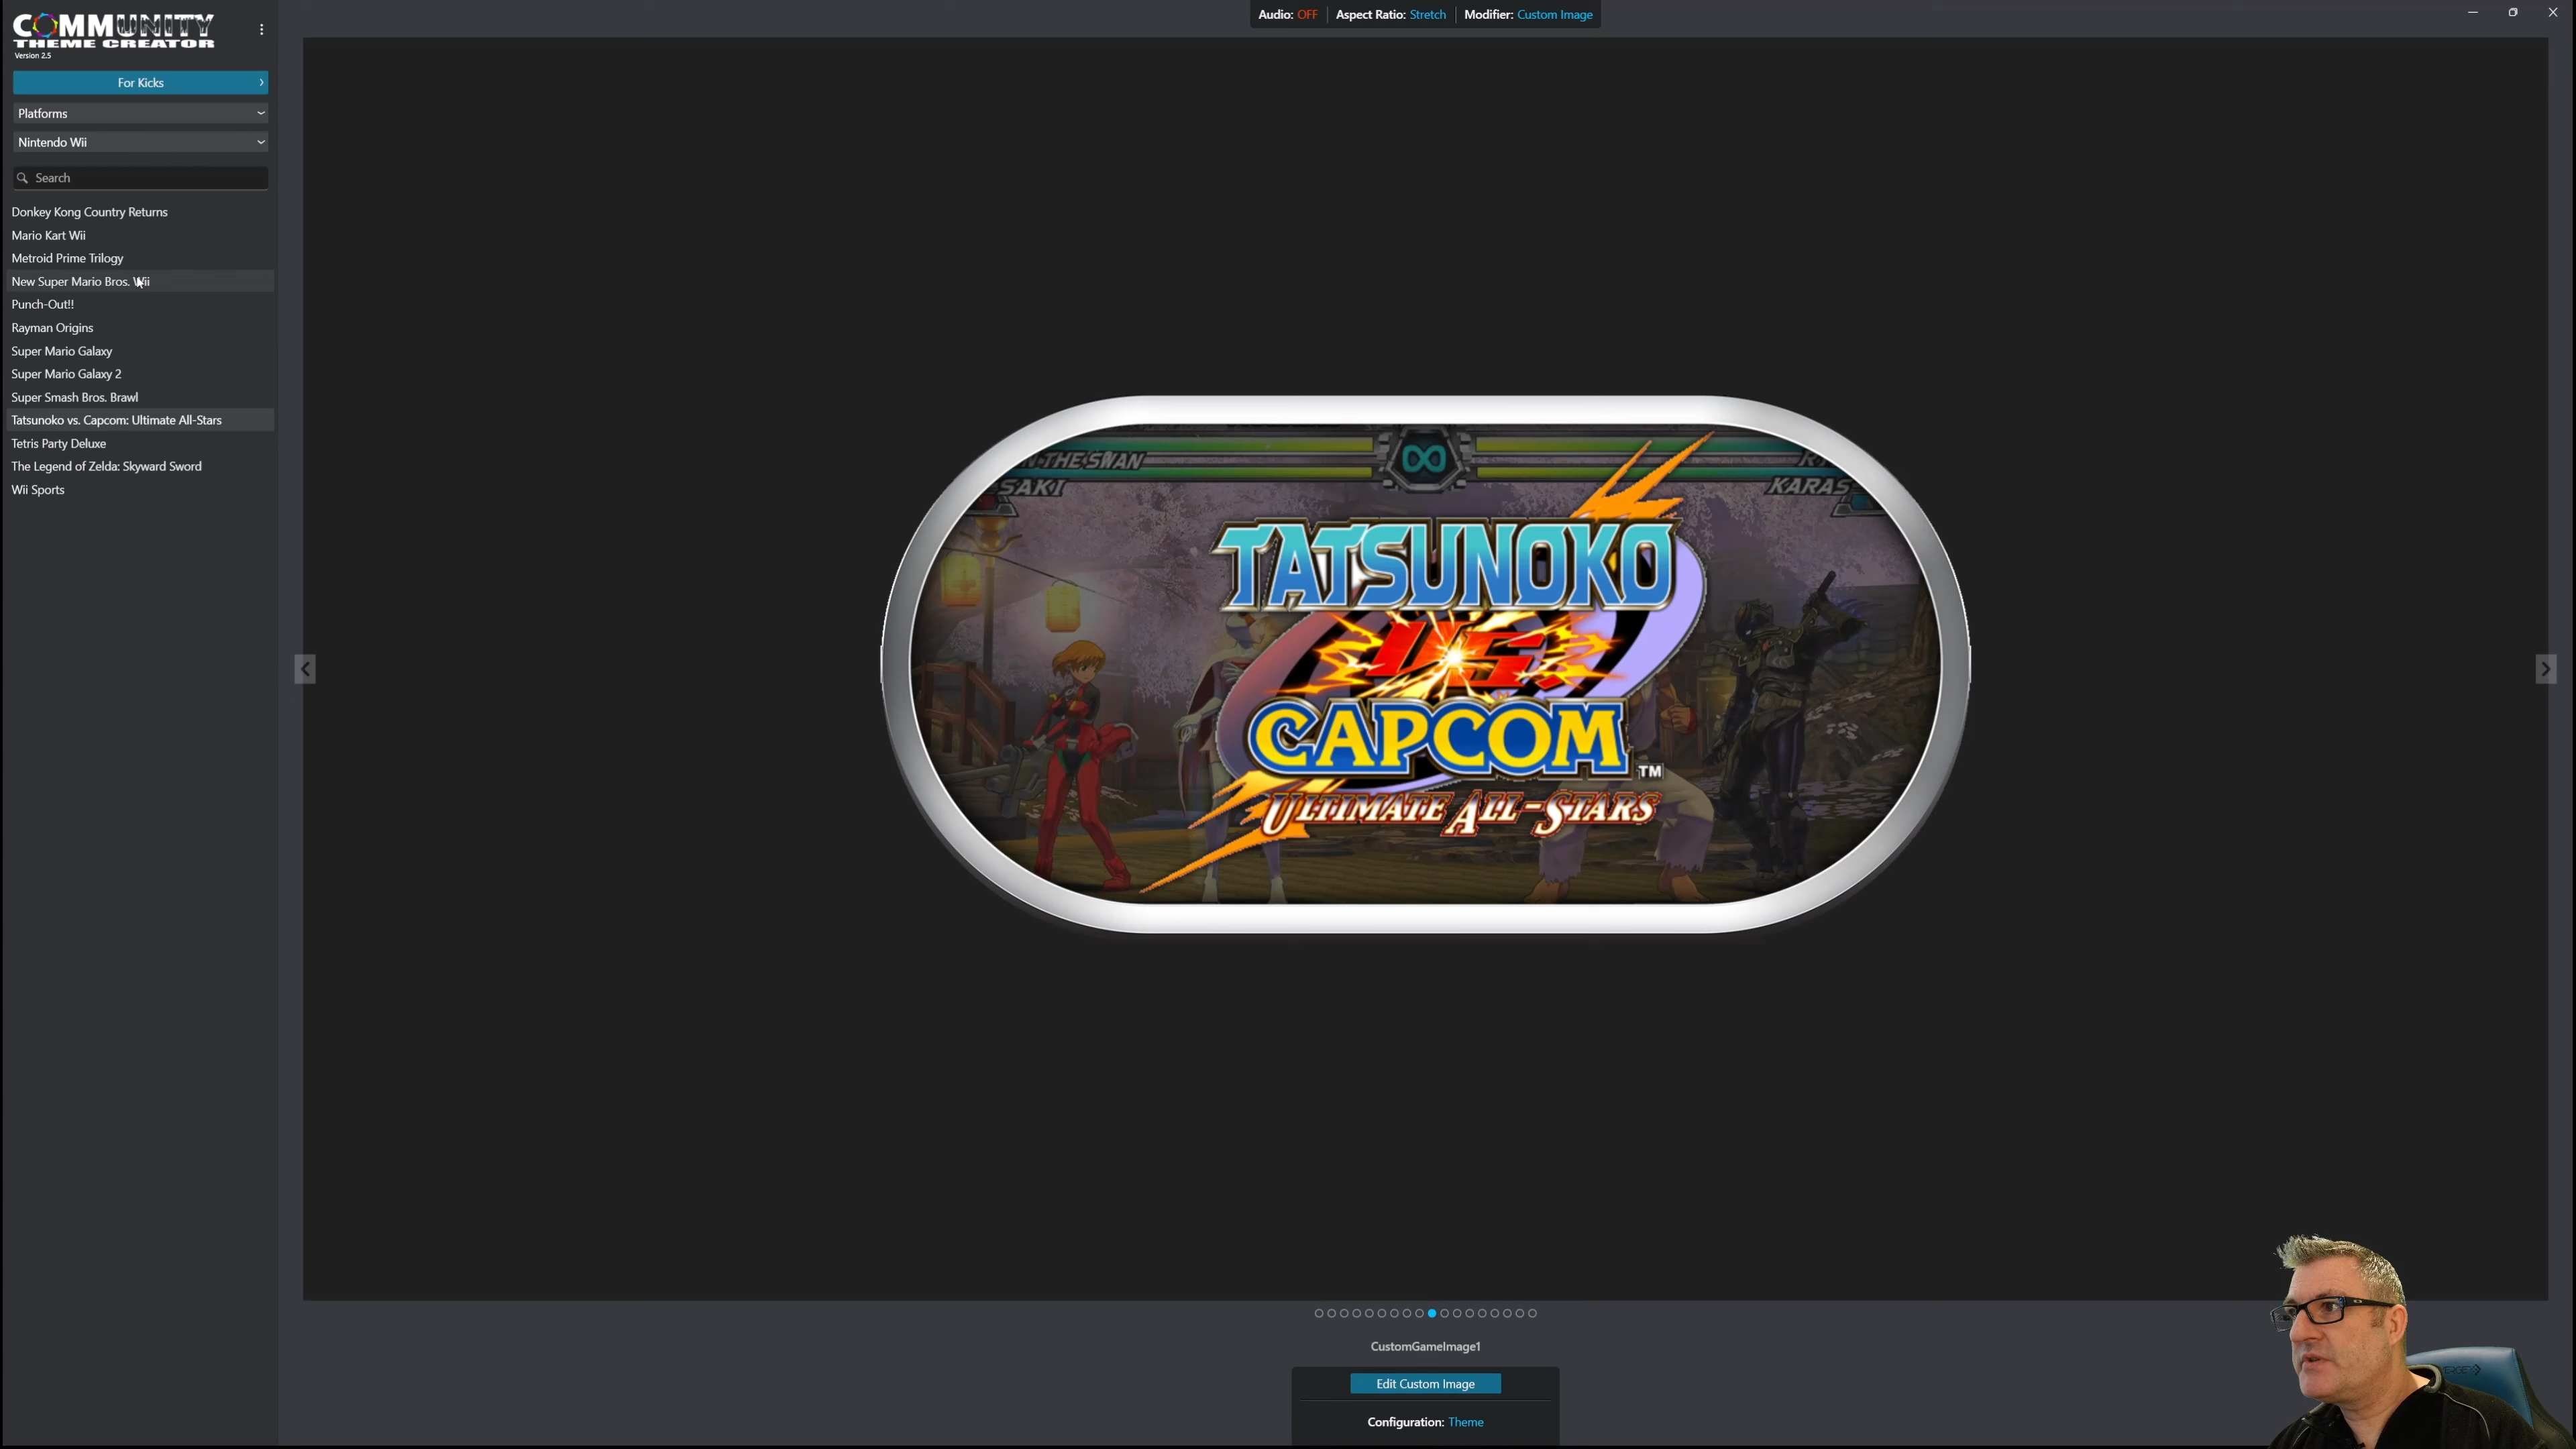 COMMUNITY
THEME CREATOR
Version 2.5
Audio: OFF
Aspect Ratio: Stretch
Modifier: Custom Image
For Kicks
Platforms
Nintendo Wii
Search
Donkey Kong Country Returns
Mario Kart Wii
Metroid Prime Trilogy
New Super Mario Bros. Wii
Punch-Out!!
Rayman Origins
Super Mario Galaxy
Super Mario Galaxy 2
Super Smash Bros. Brawl
Tatsunoko vs. Capcom: Ultimate All-Stars
Tetris Party Deluxe
The Legend of Zelda: Skyward Sword
Wii Sports
N-THE SWAN
SAKI
KARAS
TATSUNOKO
VS.
CAPCOM
TM
ULTIMATE ALL-STARS
CustomGameImage1
Edit Custom Image
Configuration: Theme